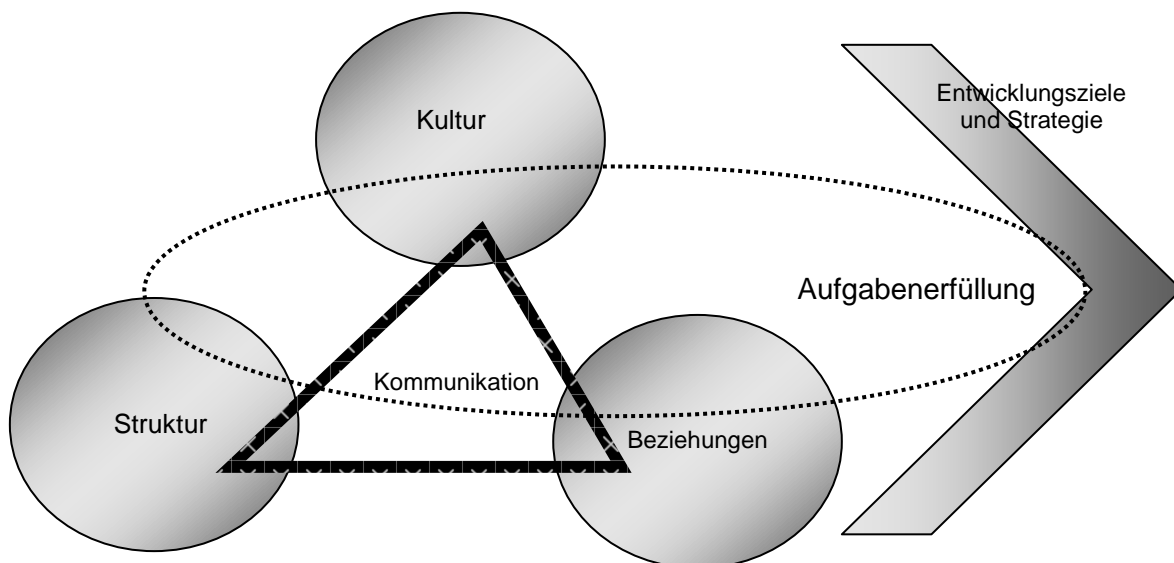 Kultur
Entwicklungsziele
und Strategie
Aufgabenerfüllung
Kommunikation
Struktur
Beziehungen